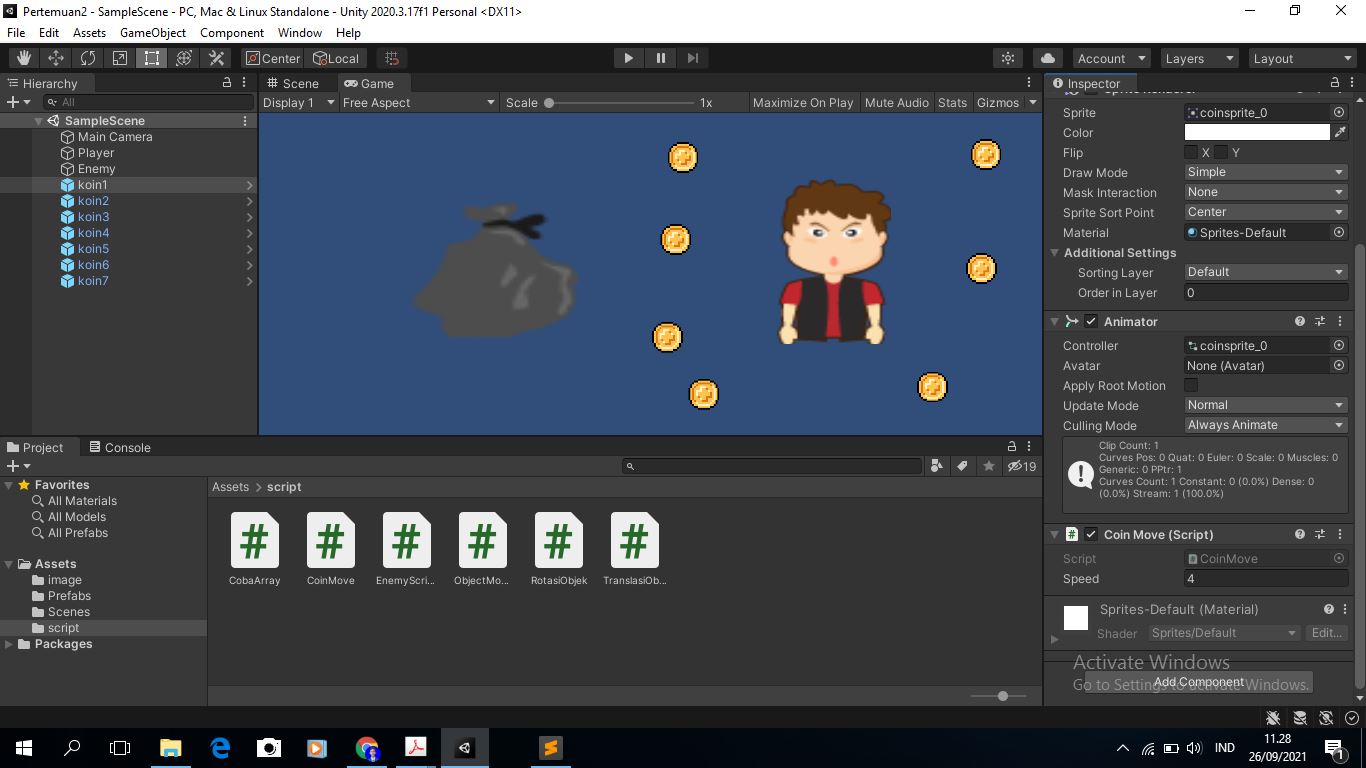 Pertemuan2 - SampleScene - PC, Mac & Linux Standalone - Unity 2020.3.17f1 Personal <DX11>
File Edit Assets GameObject Component Window Help
Center Local Account Layers Layout
Hierarchy
All
SampleScene
Main Camera
Player
Enemy
koin1
koin2
koin3
koin4
koin5
koin6
koin7
Scene Game
Display 1 Free Aspect Scale 1x Maximize On Play Mute Audio Stats Gizmos
Inspector
Sprite coinsprite_0
Color
Flip X Y
Draw Mode Simple
Mask Interaction None
Sprite Sort Point Center
Material Sprites-Default
Additional Settings
Sorting Layer Default
Order in Layer 0
Animator
Controller coinsprite_0
Avatar None (Avatar)
Apply Root Motion
Update Mode Normal
Culling Mode Always Animate
Clip Count: 1
Curves Pos: 0 Quat: 0 Euler: 0 Scale: 0 Muscles: 0
Generic: 0 PPtr: 1
Curves Count: 1 Constant: 0 (0.0%) Dense: 0
(0.0%) Stream: 1 (100.0%)
Coin Move (Script)
Script CoinMove
Speed 4
Sprites-Default (Material)
Shader Sprites/Default Edit...
Add Component
Activate Windows
Go to Settings to activate Windows.
Project Console
19
Favorites
All Materials
All Models
All Prefabs
Assets
image
Prefabs
Scenes
script
Packages
Assets > script
CobaArray CoinMove EnemyScri... ObjectMo... RotasiObjek TranslasiOb...
IND
11.28
26/09/2021
1